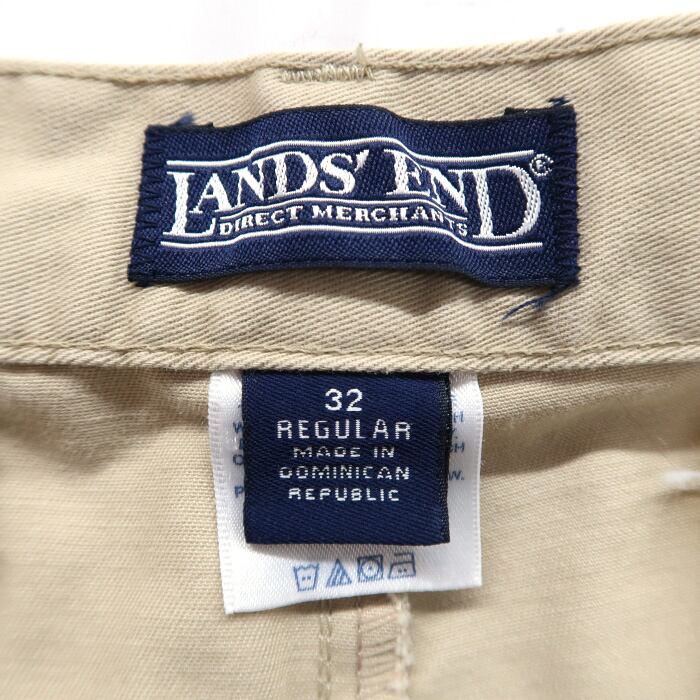 LANDS' END®
DIRECT MERCHANTS
32
REGULAR
MADE IN
DOMINICAN
REPUBLIC